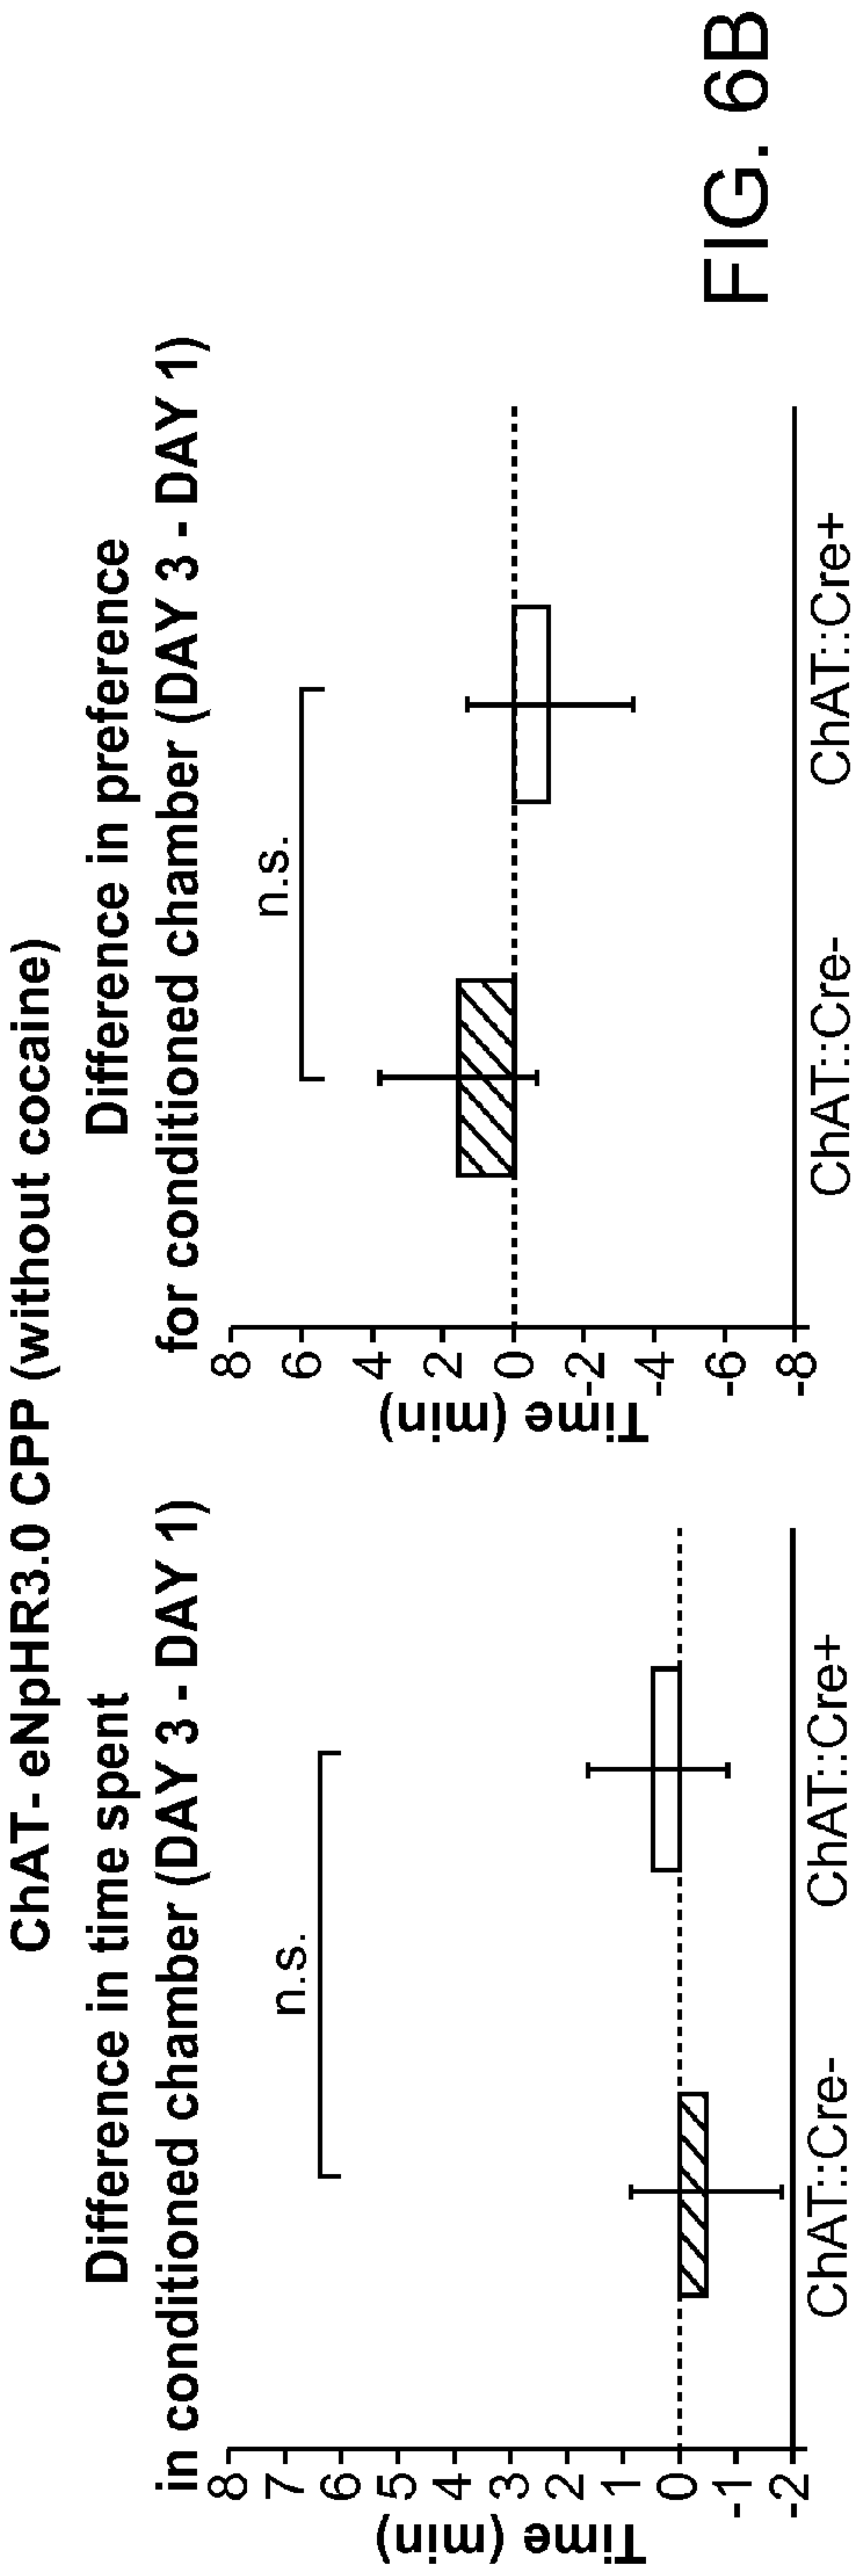 ChAT- eNpHR3.0 CPP (without cocaine)
Difference in time spent
in conditioned chamber (DAY 3 - DAY 1)
n.s.
8
7
6
5
4
3
2
1
0
-1
-2
Time (min)
ChAT::Cre-
ChAT::Cre+
Difference in preference
for conditioned chamber (DAY 3 - DAY 1)
n.s.
8
6
4
2
0
-2
-4
-6
-8
Time (min)
ChAT::Cre-
ChAT::Cre+
FIG. 6B